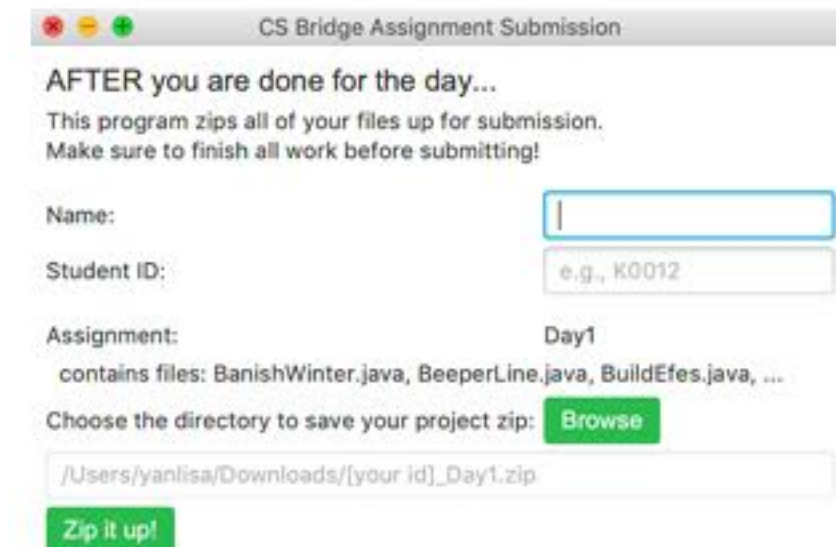 CS Bridge Assignment Submission
AFTER you are done for the day...
This program zips all of your files up for submission.
Make sure to finish all work before submitting!
Name:
Student ID: e.g., K0012
Assignment: Day1
contains files: BanishWinter.java, BeeperLine.java, BuildEfes.java, ...
Choose the directory to save your project zip: Browse
/Users/yanlisa/Downloads/[your id]_Day1.zip
Zip it up!